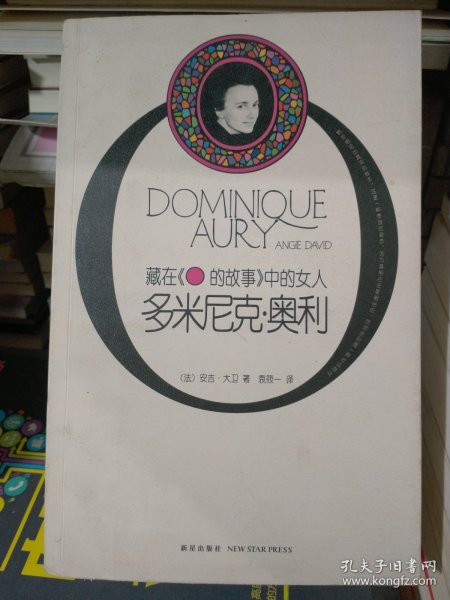 DOMINIQUE
AURY
ANGIE DAVID
藏在《O的故事》中的女人
多米尼克·奥利
（法）安吉·大卫 著 袁筱一 译
新星出版社 NEW STAR PRESS
孔夫子旧书网
www.kongfz.com